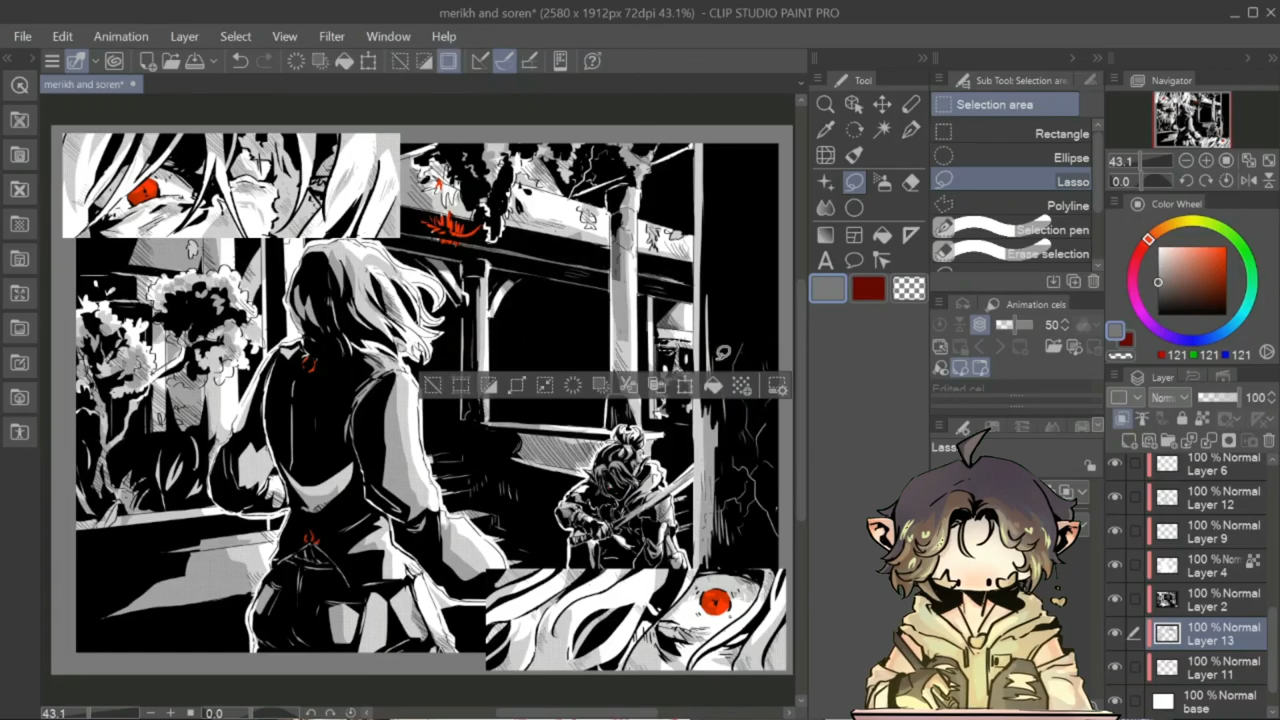 merikh and soren* (2580 x 1912px 72dpi 43.1%) - CLIP STUDIO PAINT PRO
File Edit Animation Layer Select View Filter Window Help
merikh and soren*
Tool
Sub Tool: Selection are
Navigator
Selection area
Rectangle
Ellipse
Lasso
Polyline
Selection pen
Erase selection
43.1
0.0
Color Wheel
121 121 121
Animation cels
50
Layer
Norm
100
Lass
100 % Normal
Layer 6
100 % Normal
Layer 12
100 % Normal
Layer 9
100 % Norm
Layer 4
100 % Normal
Layer 2
100 % Normal
Layer 13
100 % Normal
Layer 11
100 % Normal
base
43.1
0.0